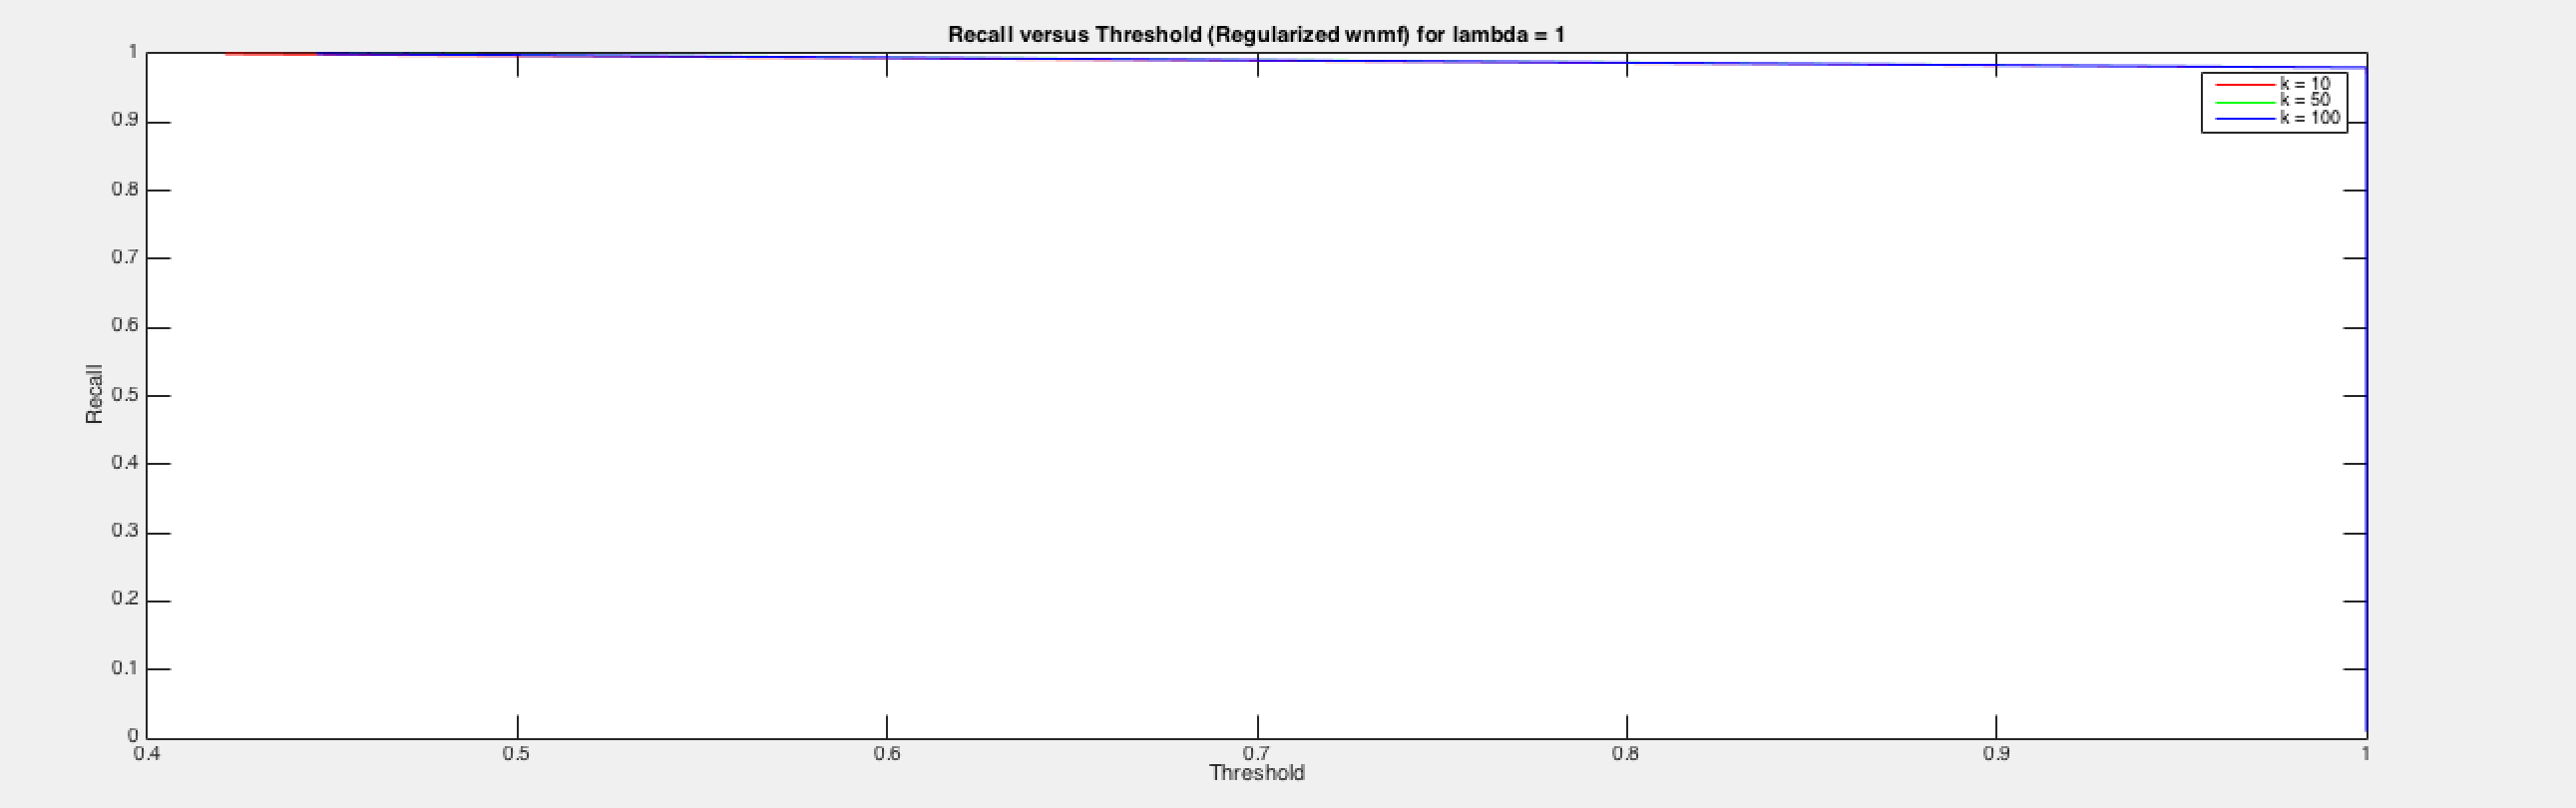 Recall versus Threshold (Regularized wnmf) for lambda = 1
1
0.9
0.8
0.7
0.6
0.5
0.4
0.3
0.2
0.1
0
Recall
k = 10
k = 50
k = 100
0.4 0.5 0.6 0.7 0.8 0.9 1
Threshold